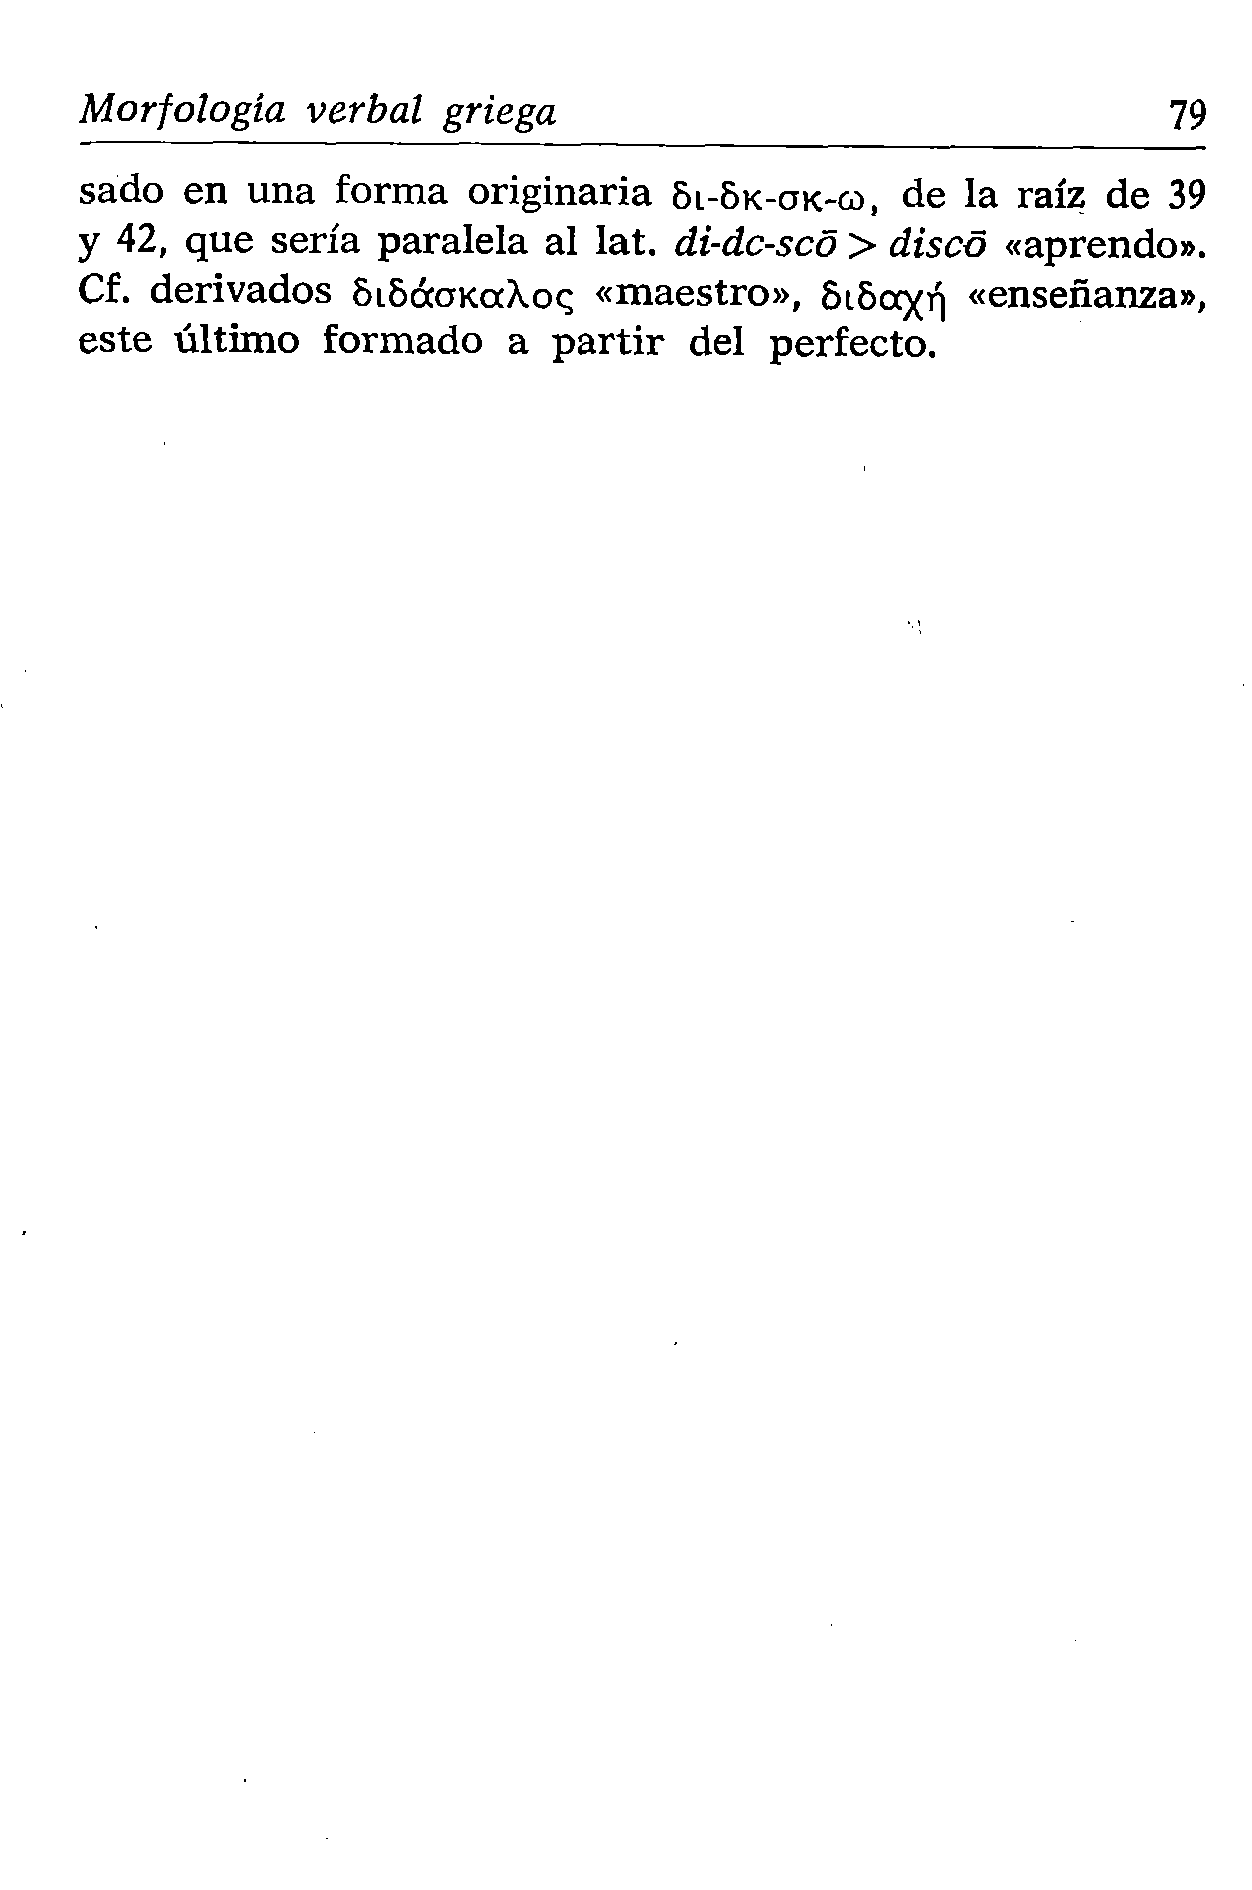 Morfología verbal griega 79
sado en una forma originaria δι-δκ-σκ-ω, de la raíz de 39
y 42, que sería paralela al lat. di-dc-scō > discō «aprendo».
Cf. derivados διδάσκαλος «maestro», διδαχή «enseñanza»,
este último formado a partir del perfecto.